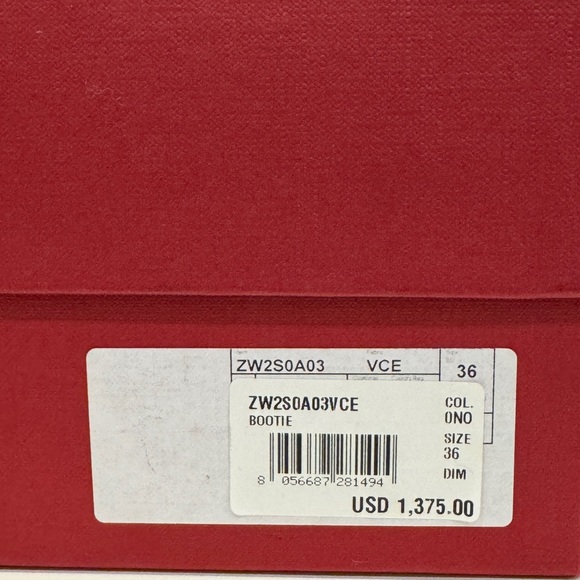 ZW2S0A03 VCE 36
ZW2S0A03VCE COL.
BOOTIE 0NO
SIZE
36
DIM
8 056687 281494
USD 1,375.00